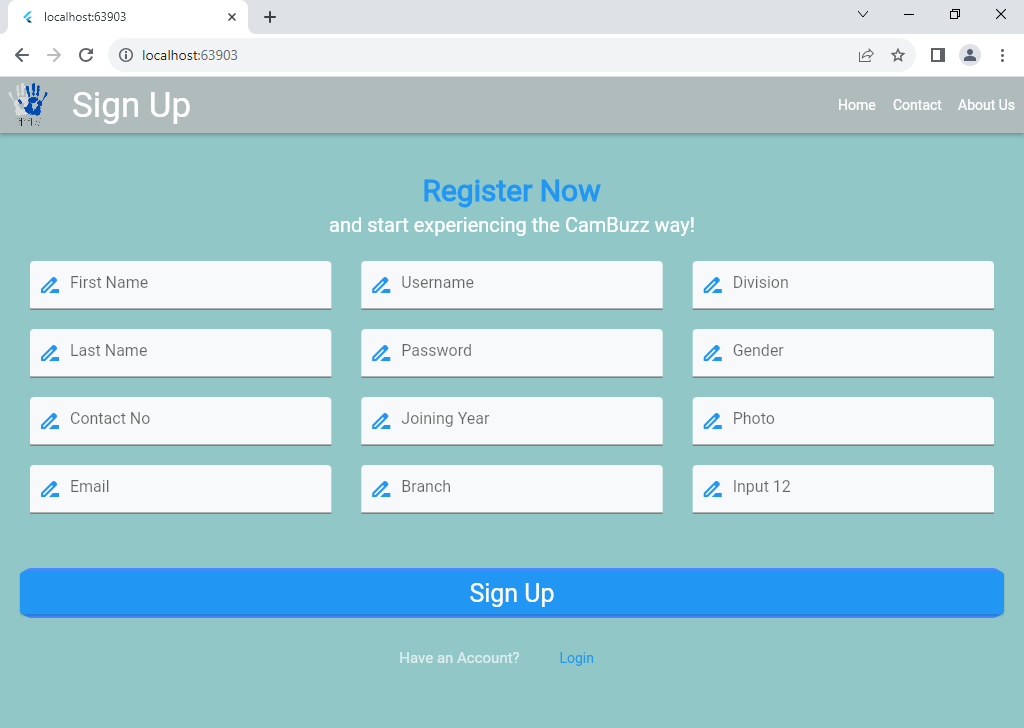 localhost:63903
localhost:63903
Sign Up
Home Contact About Us
Register Now
and start experiencing the CamBuzz way!
First Name Username Division
Last Name Password Gender
Contact No Joining Year Photo
Email Branch Input 12
Sign Up
Have an Account? Login